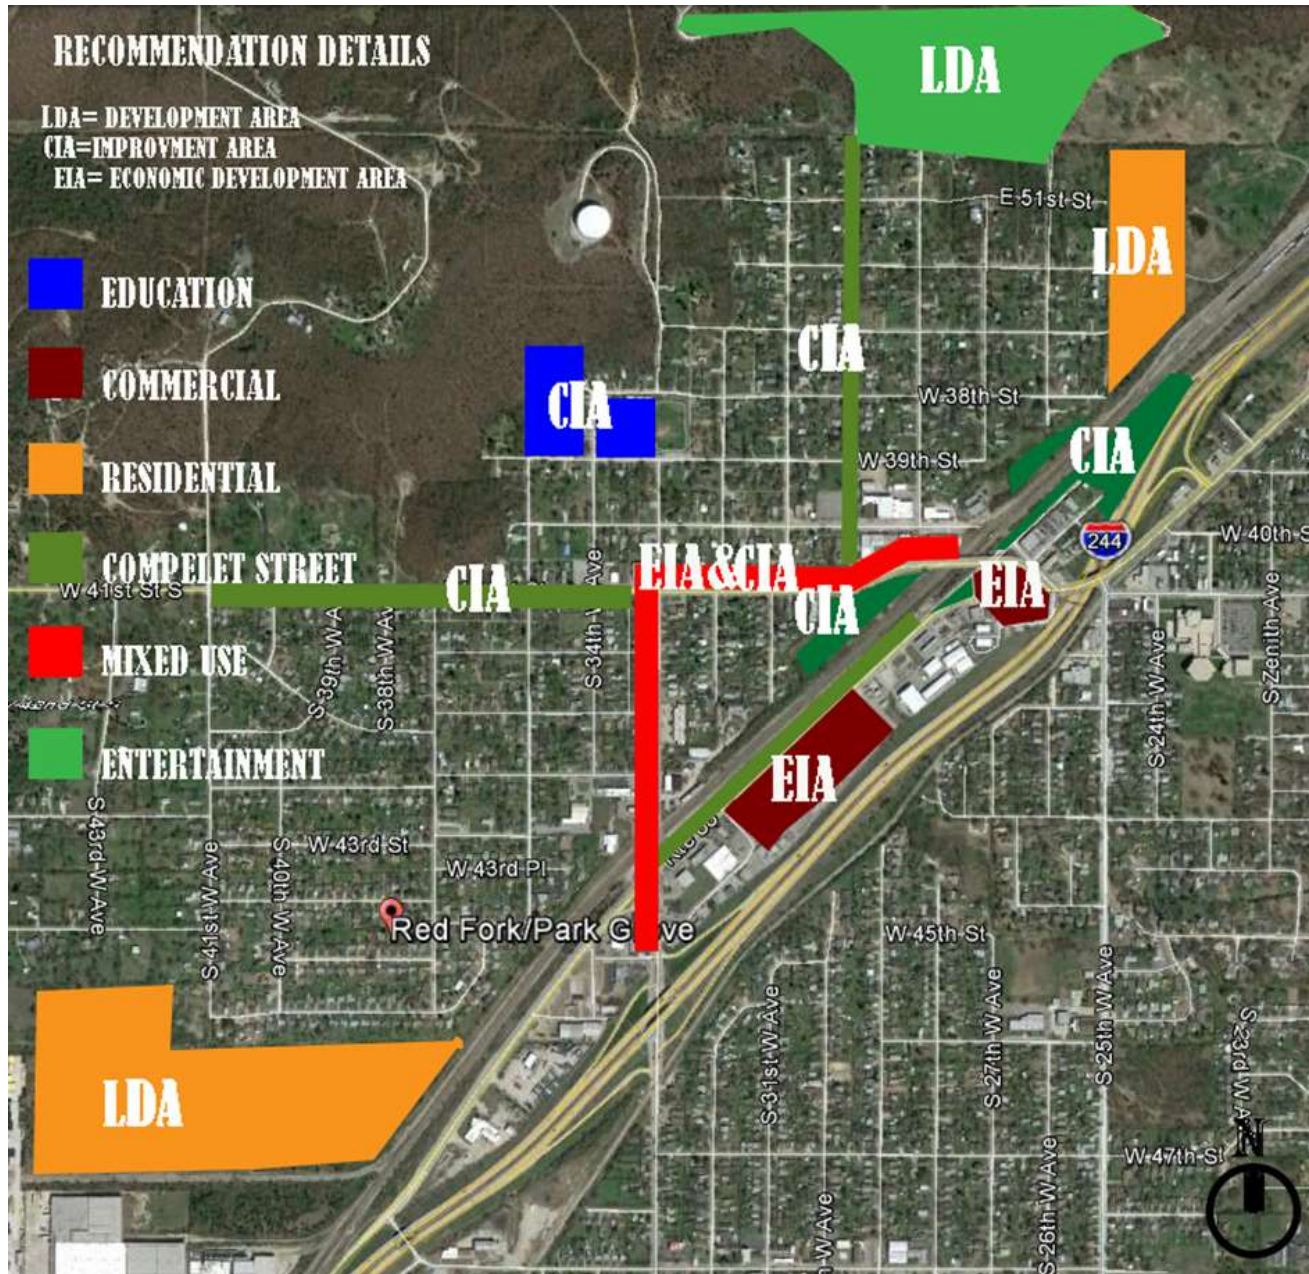 RECOMMENDATION DETAILS
LDA= DEVELOPMENT AREA
CIA=IMPROVMENT AREA
EIA= ECONOMIC DEVELOPMENT AREA
EDUCATION
COMMERCIAL
RESIDENTIAL
COMPELET STREET
MIXED USE
ENTERTAINMENT
LDA
E 51st St
LDA
CIA
CIA
W 38th St
CIA
W 39th St
244
W 40th S
EIA&CIA
W 41st St S
CIA
CIA
EIA
S 39th W A
S 38th W Av
S 34th W Ave
S 24th W Ave
S Zenith Ave
EIA
S 43rd W Ave
S 41st W Ave
S 40th W Ave
W 43rd St
W 43rd Pl
Red Fork/Park G ve
W 45th St
S 31st W Ave
S 27th W Ave
S 25th W Ave
S 23rd W A
LDA
N
W 47th St
S 26th W Ave
W Ave